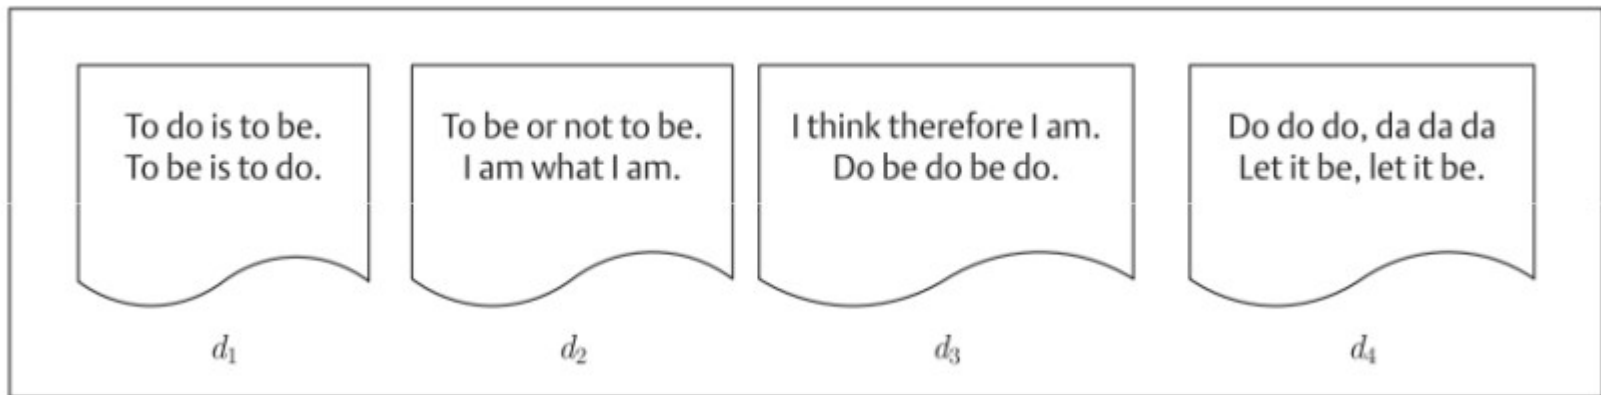 To do is to be.
To be is to do.
d1
To be or not to be.
I am what I am.
d2
I think therefore I am.
Do be do be do.
d3
Do do do, da da da
Let it be, let it be.
d4